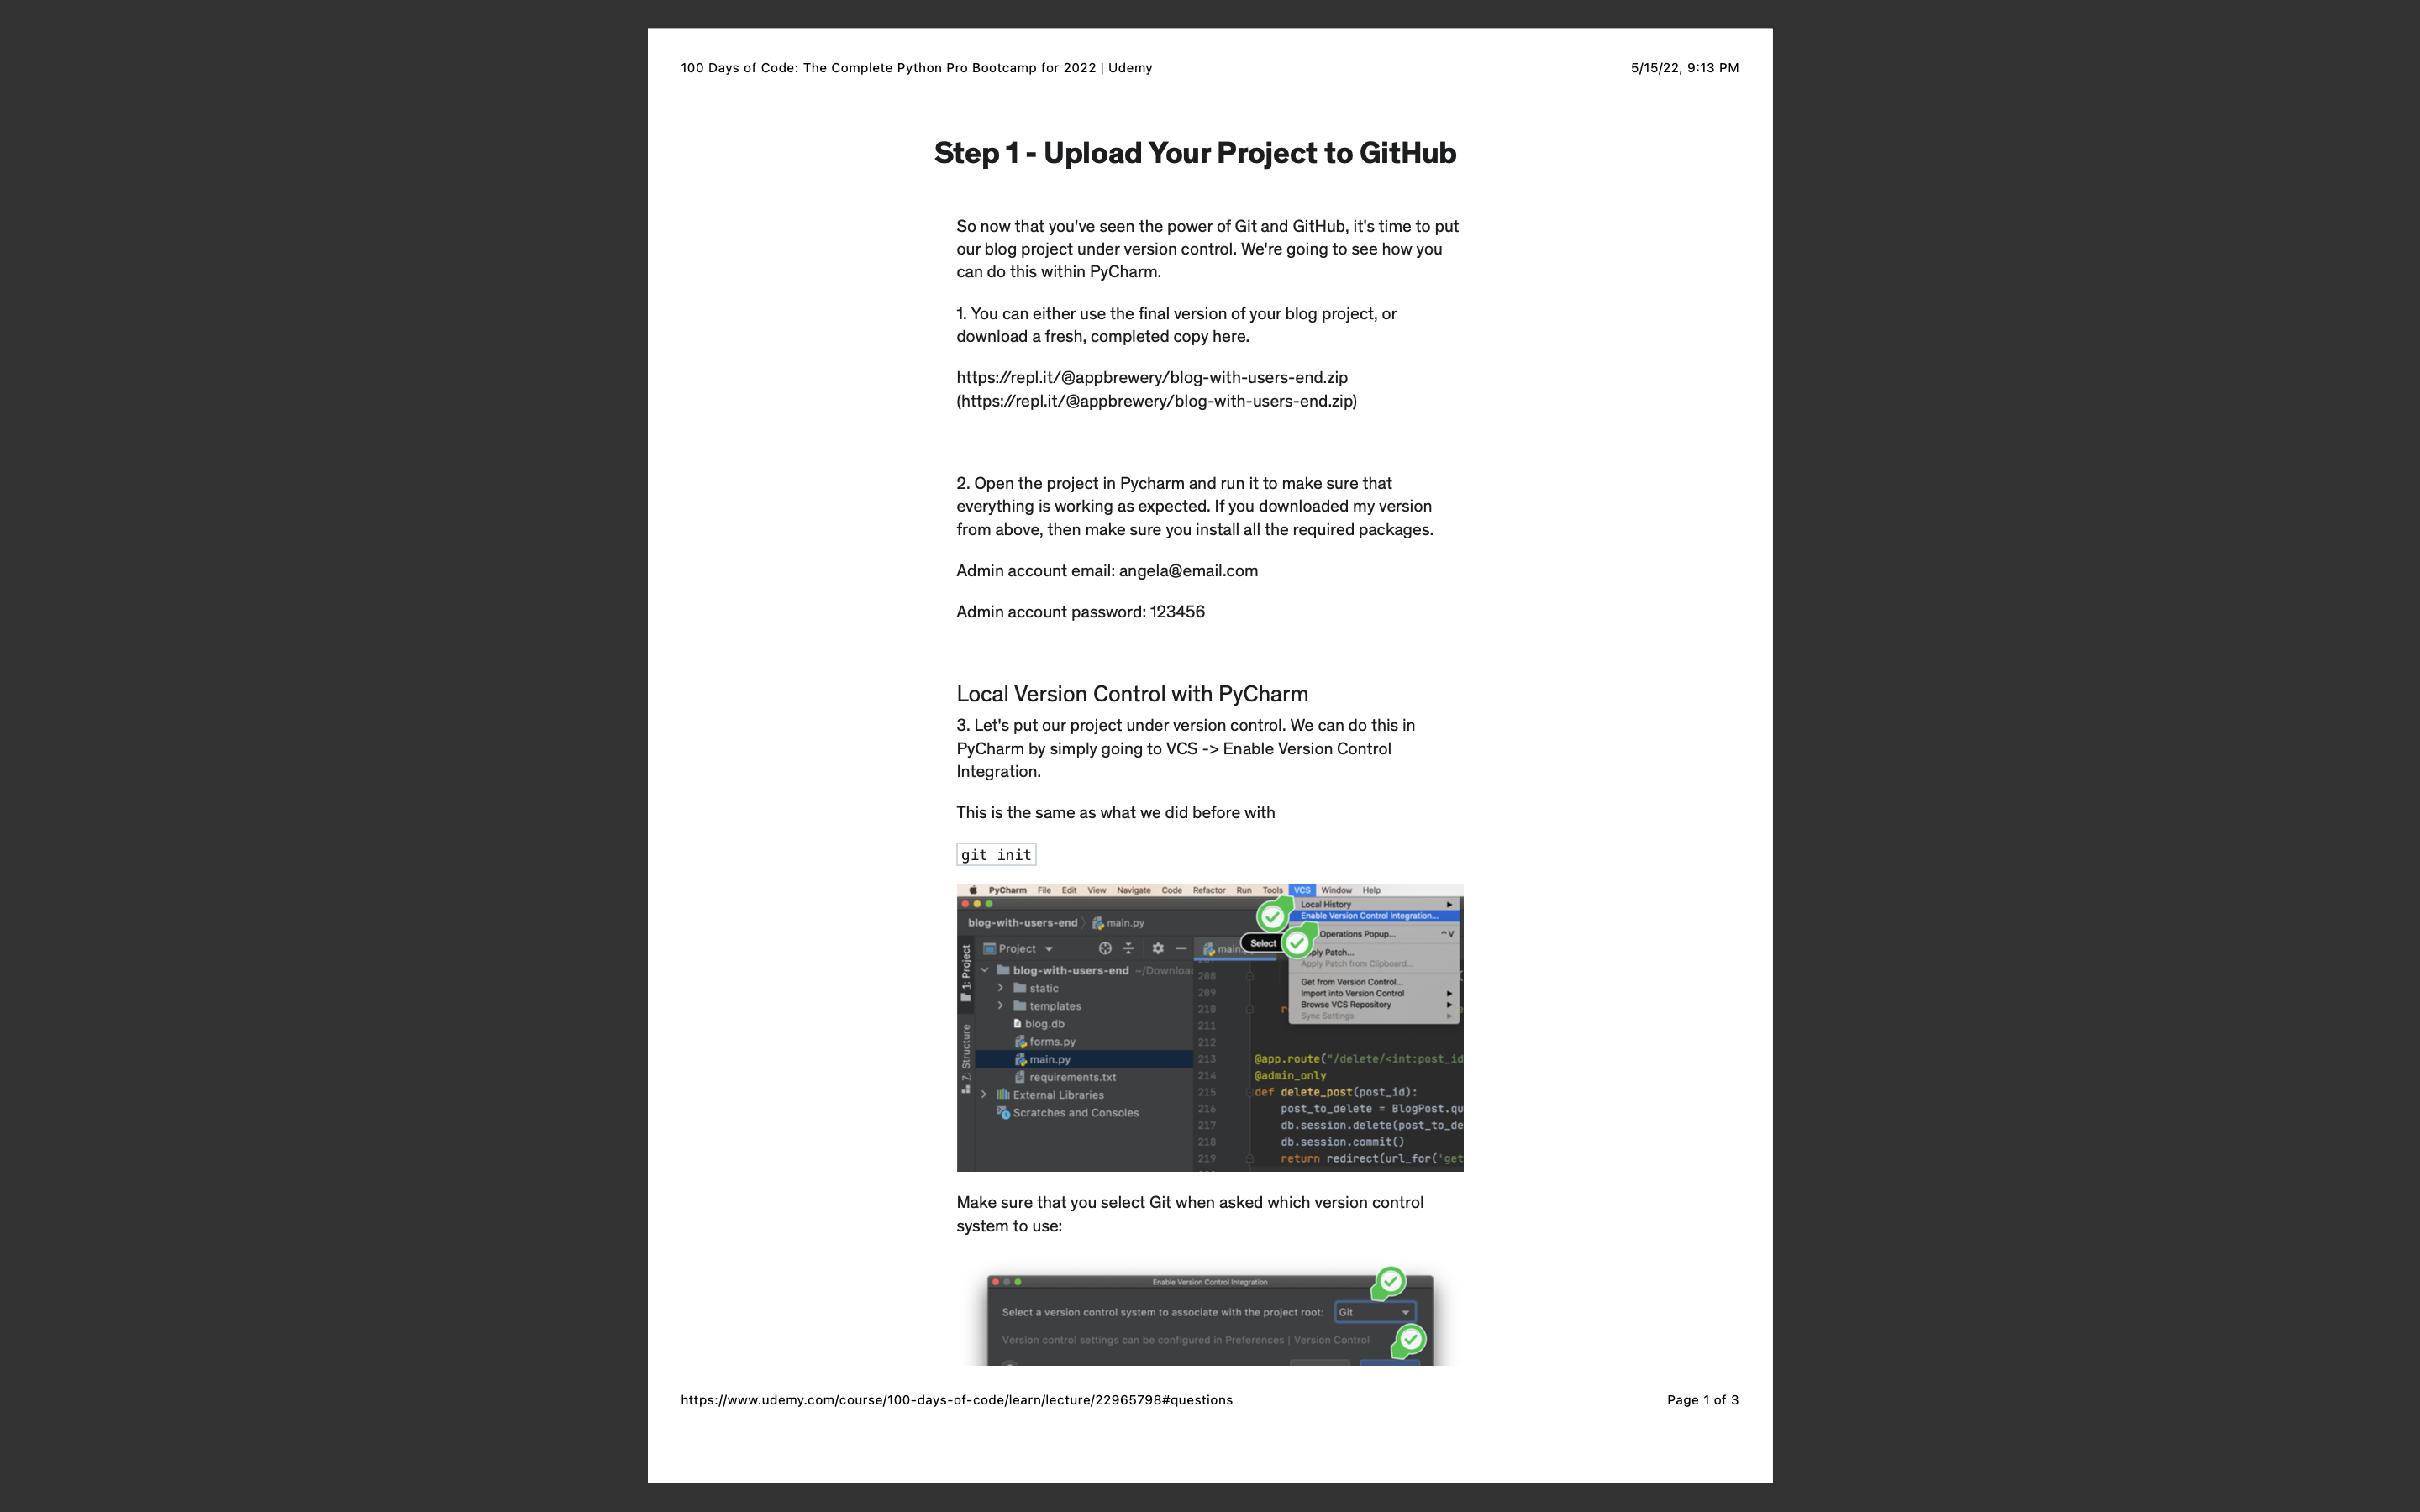 100 Days of Code: The Complete Python Pro Bootcamp for 2022 | Udemy
5/15/22, 9:13 PM
Step 1 - Upload Your Project to GitHub
So now that you've seen the power of Git and GitHub, it's time to put
our blog project under version control. We're going to see how you
can do this within PyCharm.
1. You can either use the final version of your blog project, or
download a fresh, completed copy here.
https://repl.it/@appbrewery/blog-with-users-end.zip
(https://repl.it/@appbrewery/blog-with-users-end.zip)
2. Open the project in Pycharm and run it to make sure that
everything is working as expected. If you downloaded my version
from above, then make sure you install all the required packages.
Admin account email: angela@email.com
Admin account password: 123456
Local Version Control with PyCharm
3. Let's put our project under version control. We can do this in
PyCharm by simply going to VCS -> Enable Version Control
Integration.
This is the same as what we did before with
git init
PyCharm File Edit View Navigate Code Refactor Run Tools VCS Window Help
Local History
Enable Version Control Integration...
Operations Popup... ^V
Select
Apply Patch from Clipboard...
Get from Version Control...
Import into Version Control
Browse VCS Repository
Sync Settings
blog-with-users-end main.py
Project
1: Project
Z: Structure
blog-with-users-end
static
templates
blog.db
forms.py
main.py
requirements.txt
External Libraries
Scratches and Consoles
208
209
210
211
212
213 @app.route("/delete/<int:post_id
214 @admin_only
215 def delete_post(post_id):
216 post_to_delete = BlogPost.qu
217 db.session.delete(post_to_de
218 db.session.commit()
219 return redirect(url_for('get
Make sure that you select Git when asked which version control
system to use:
Enable Version Control Integration
Select a version control system to associate with the project root: Git
Version control settings can be configured in Preferences | Version Control
https://www.udemy.com/course/100-days-of-code/learn/lecture/22965798#questions
Page 1 of 3